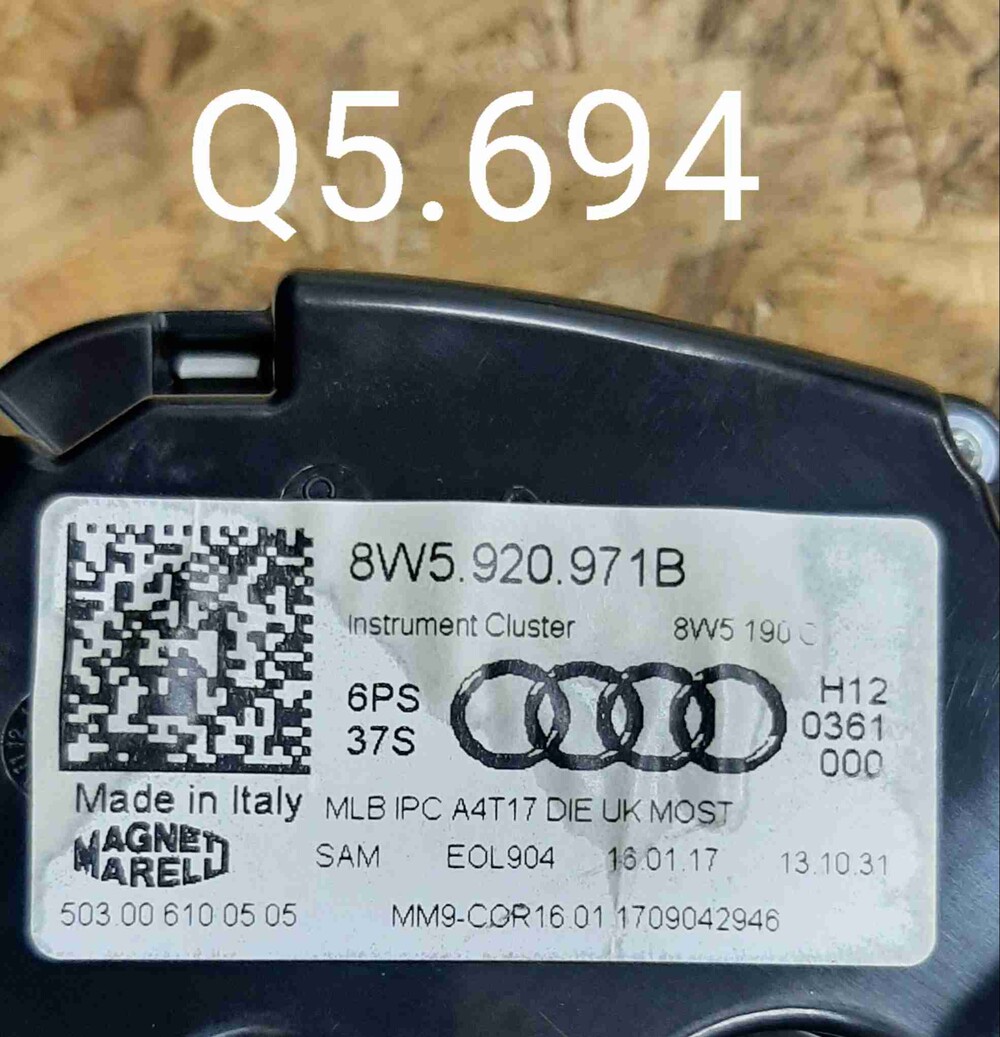 Q5.694
8W5.920.971B
Instrument Cluster 8W5 190 C
6PS H12
37S 0361
000
Made in Italy MLB IPC A4T17 DIE UK MOST
MAGNETI
MARELLI
SAM EOL904 16.01.17 13.10.31
503 00 610 05 05 MM9-COR16.01 1709042946